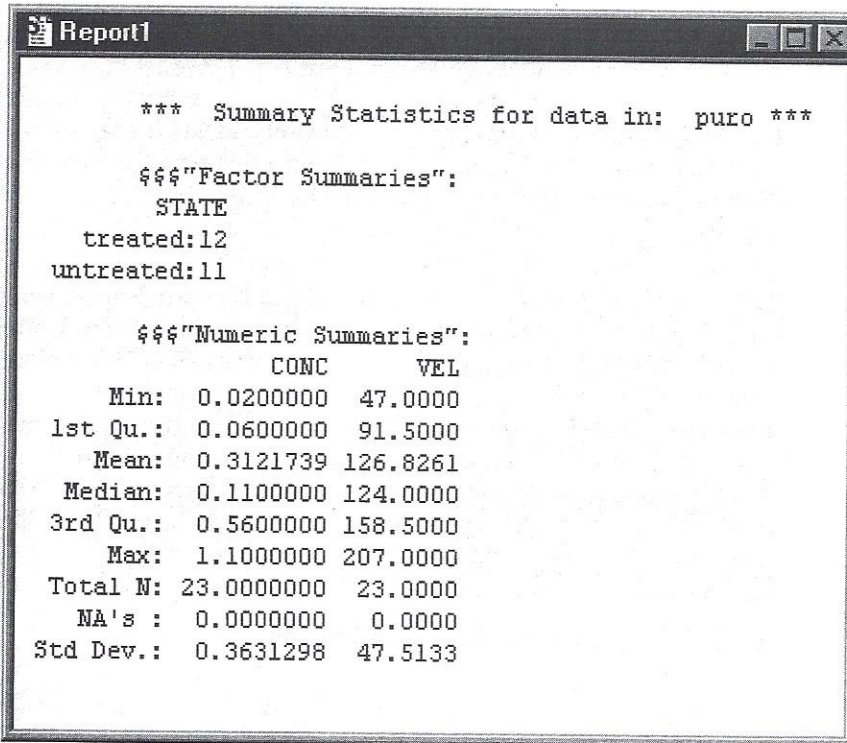 Report1
*** Summary Statistics for data in: puro ***
$$$"Factor Summaries":
STATE
treated:12
untreated:11
$$$"Numeric Summaries":
CONC VEL
Min: 0.0200000 47.0000
1st Qu.: 0.0600000 91.5000
Mean: 0.3121739 126.8261
Median: 0.1100000 124.0000
3rd Qu.: 0.5600000 158.5000
Max: 1.1000000 207.0000
Total N: 23.0000000 23.0000
NA's : 0.0000000 0.0000
Std Dev.: 0.3631298 47.5133